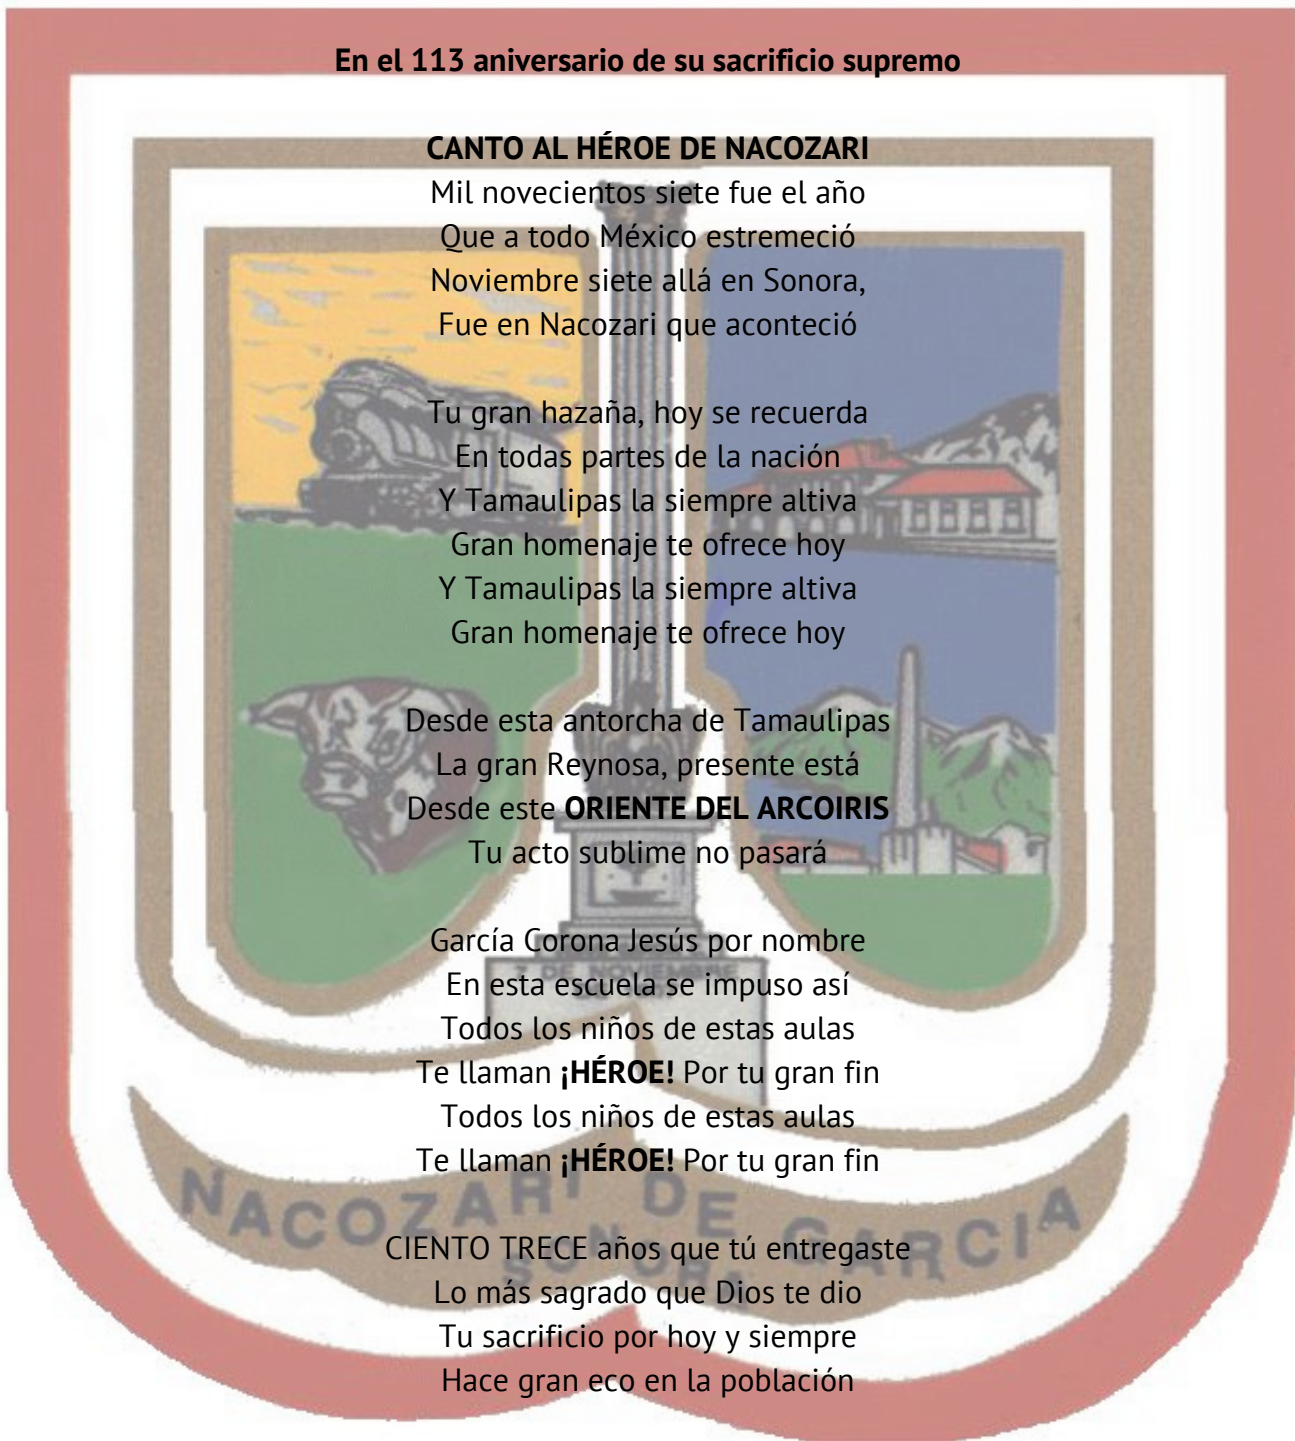 En el 113 aniversario de su sacrificio supremo
CANTO AL HÉROE DE NACOZARI
Mil novecientos siete fue el año
Que a todo México estremeció
Noviembre siete allá en Sonora,
Fue en Nacozari que aconteció
Tu gran hazaña, hoy se recuerda
En todas partes de la nación
Y Tamaulipas la siempre altiva
Gran homenaje te ofrece hoy
Y Tamaulipas la siempre altiva
Gran homenaje te ofrece hoy
Desde esta antorcha de Tamaulipas
La gran Reynosa, presente está
Desde este ORIENTE DEL ARCOIRIS
Tu acto sublime no pasará
García Corona Jesús por nombre
7 DE NOVIEMBRE
En esta escuela se impuso así
Todos los niños de estas aulas
Te llaman ¡HÉROE! Por tu gran fin
Todos los niños de estas aulas
Te llaman ¡HÉROE! Por tu gran fin
NACOZARI DE GARCIA
SONORA
CIENTO TRECE años que tú entregaste
Lo más sagrado que Dios te dio
Tu sacrificio por hoy y siempre
Hace gran eco en la población